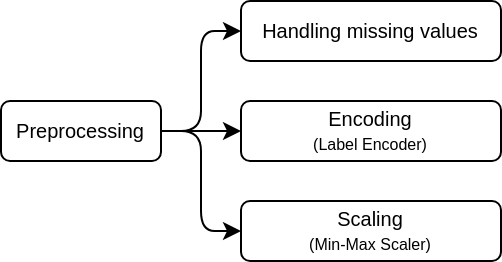 Handling missing values
Preprocessing
Encoding
(Label Encoder)
Scaling
(Min-Max Scaler)